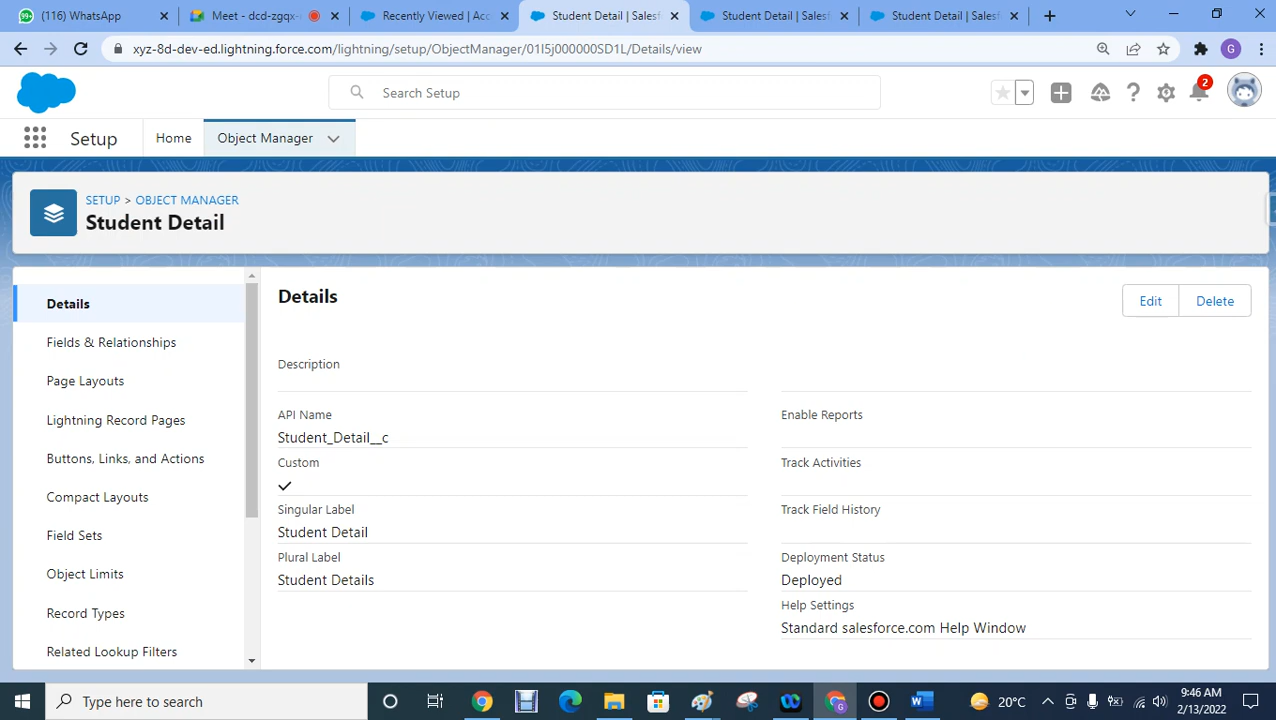 (116) WhatsApp
Meet - dcd-zgqx-
Recently Viewed | Acc
Student Detail | Salesf
Student Detail | Salesf
Student Detail | Salesf
xyz-8d-dev-ed.lightning.force.com/lightning/setup/ObjectManager/01I5j000000SD1L/Details/view
G
Search Setup
2
Setup
Home
Object Manager
SETUP > OBJECT MANAGER
Student Detail
Details
Fields & Relationships
Page Layouts
Lightning Record Pages
Buttons, Links, and Actions
Compact Layouts
Field Sets
Object Limits
Record Types
Related Lookup Filters
Details
Edit
Delete
Description
API Name
Student_Detail__c
Custom
Singular Label
Student Detail
Plural Label
Student Details
Enable Reports
Track Activities
Track Field History
Deployment Status
Deployed
Help Settings
Standard salesforce.com Help Window
Type here to search
20°C
9:46 AM
2/13/2022